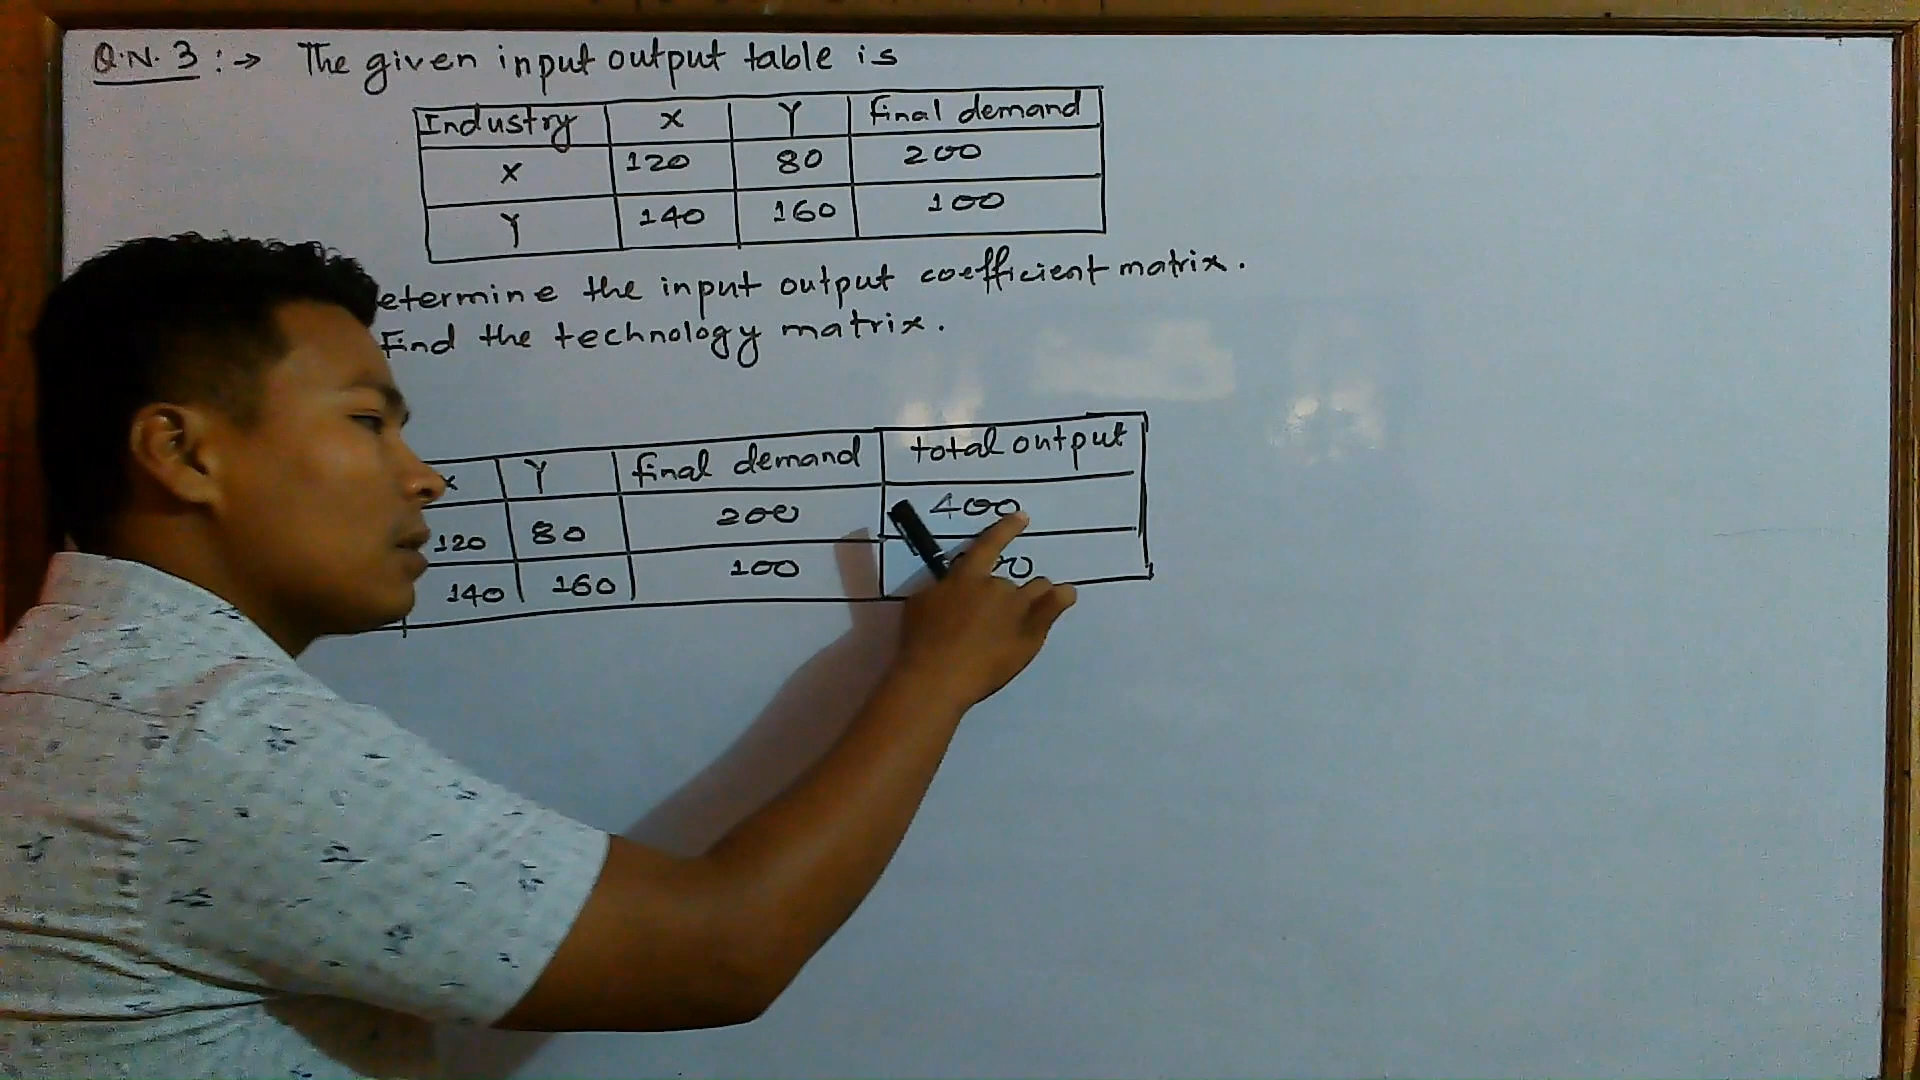 Q.N. 3 :→ The given input output table is
Industry X Y final demand
X 120 80 200
Y 140 160 100
etermine the input output coefficient matrix.
Find the technology matrix.
X Y final demand total output
120 80 200 400
140 160 100